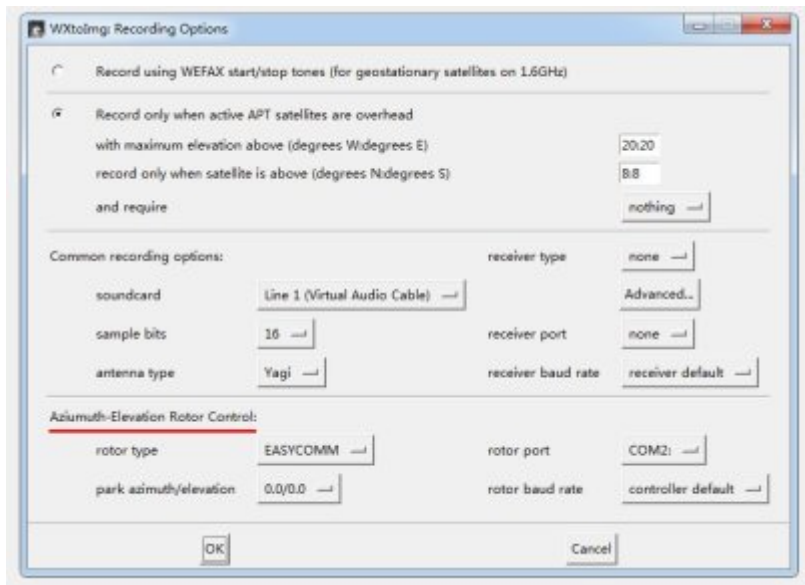 WXtoImg: Recording Options
Record using WEFAX start/stop tones (for geostationary satellites on 1.6GHz)
Record only when active APT satellites are overhead
with maximum elevation above (degrees W:degrees E) 20:20
record only when satellite is above (degrees N:degrees S) 8:8
and require nothing
Common recording options: receiver type none
soundcard Line 1 (Virtual Audio Cable) Advanced...
sample bits 16 receiver port none
antenna type Yagi receiver baud rate receiver default
Aziumuth-Elevation Rotor Control:
rotor type EASYCOMM rotor port COM2:
park azimuth/elevation 0.0/0.0 rotor baud rate controller default
OK Cancel